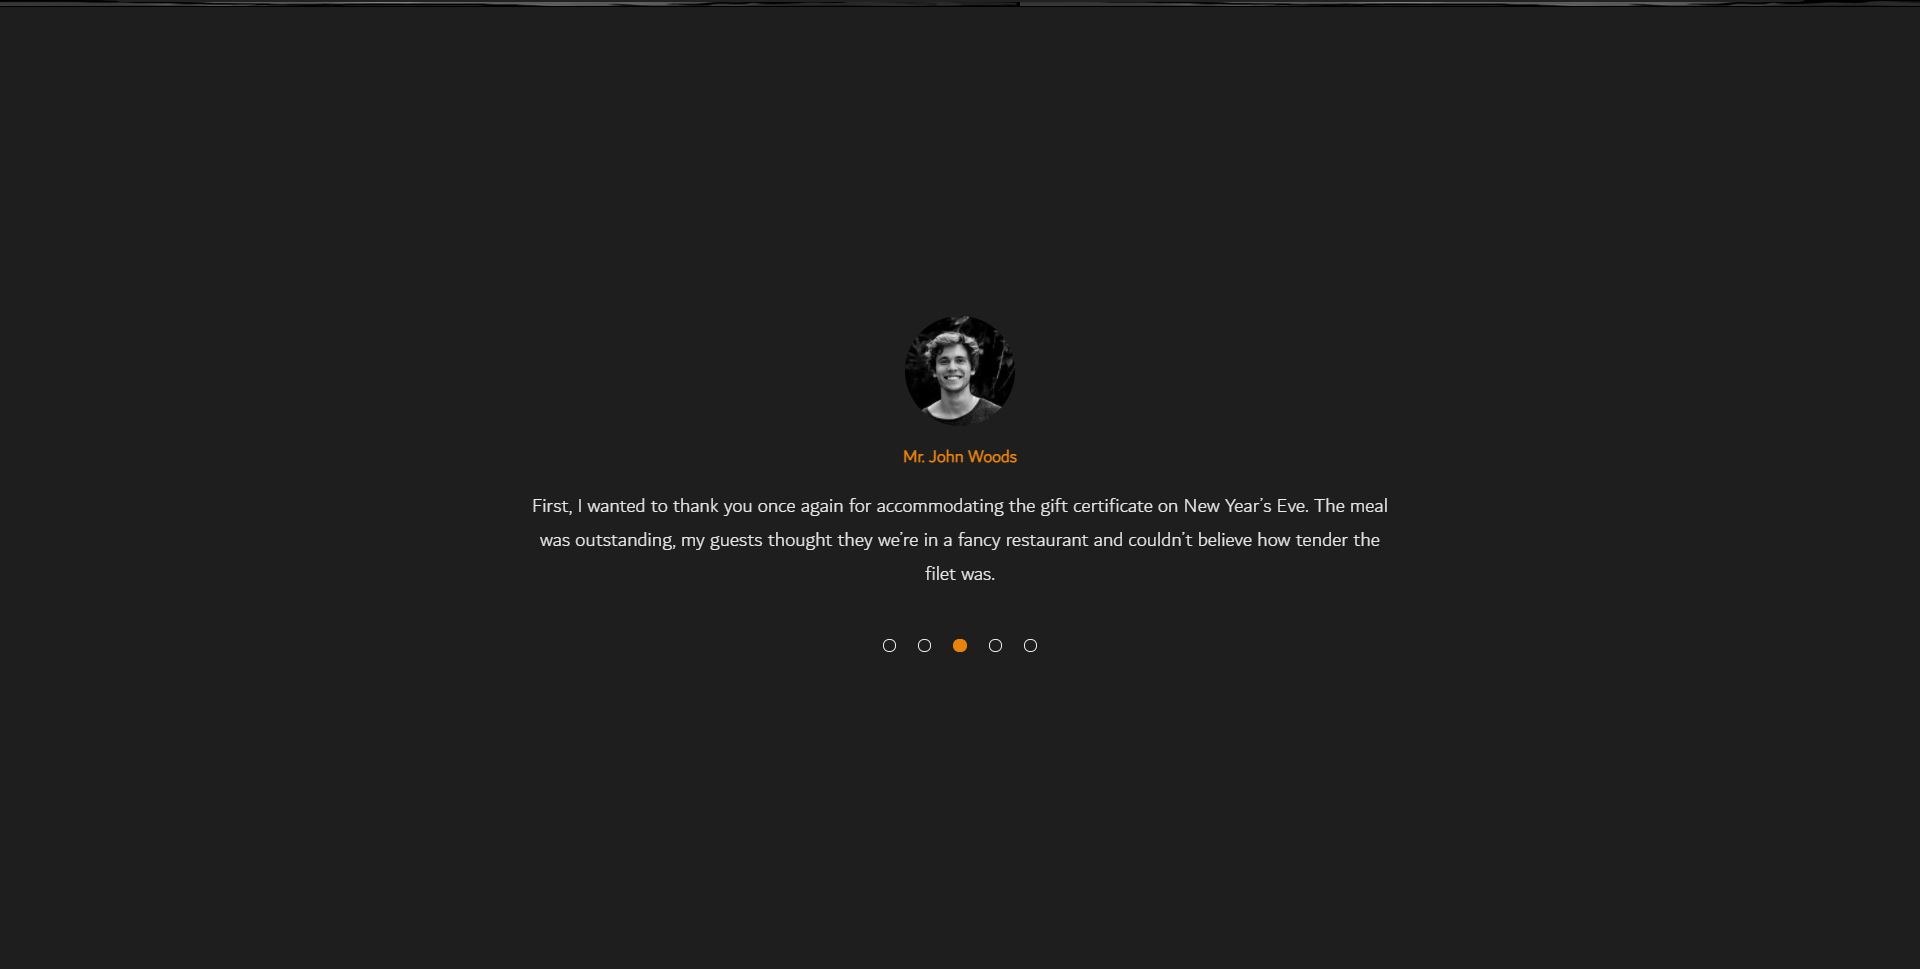 Mr. John Woods
First, I wanted to thank you once again for accommodating the gift certificate on New Year’s Eve. The meal
was outstanding, my guests thought they we’re in a fancy restaurant and couldn’t believe how tender the
filet was.